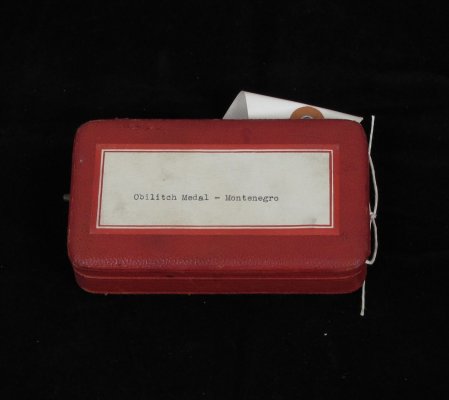 Obilitch Medal - Montenegro